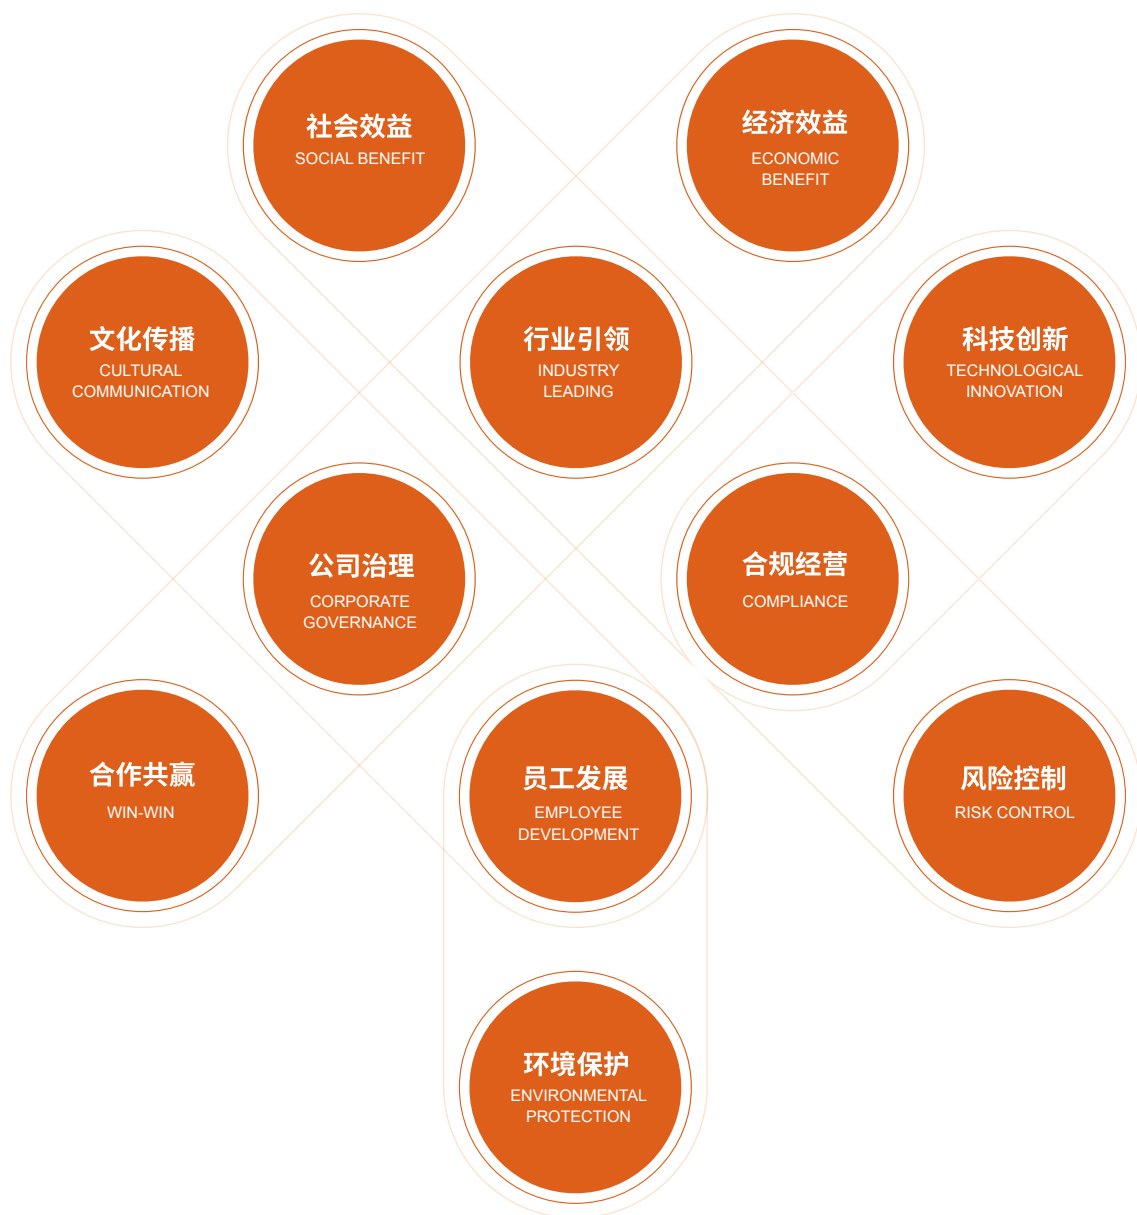 社会效益
SOCIAL BENEFIT
经济效益
ECONOMIC
BENEFIT
文化传播
CULTURAL
COMMUNICATION
行业引领
INDUSTRY
LEADING
科技创新
TECHNOLOGICAL
INNOVATION
公司治理
CORPORATE
GOVERNANCE
合规经营
COMPLIANCE
合作共赢
WIN-WIN
员工发展
EMPLOYEE
DEVELOPMENT
风险控制
RISK CONTROL
环境保护
ENVIRONMENTAL
PROTECTION